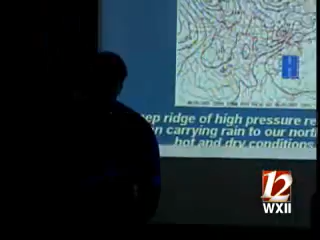 ep ridge of high pressure re
n carrying rain to our nort
hot and dry conditions
12
WXII